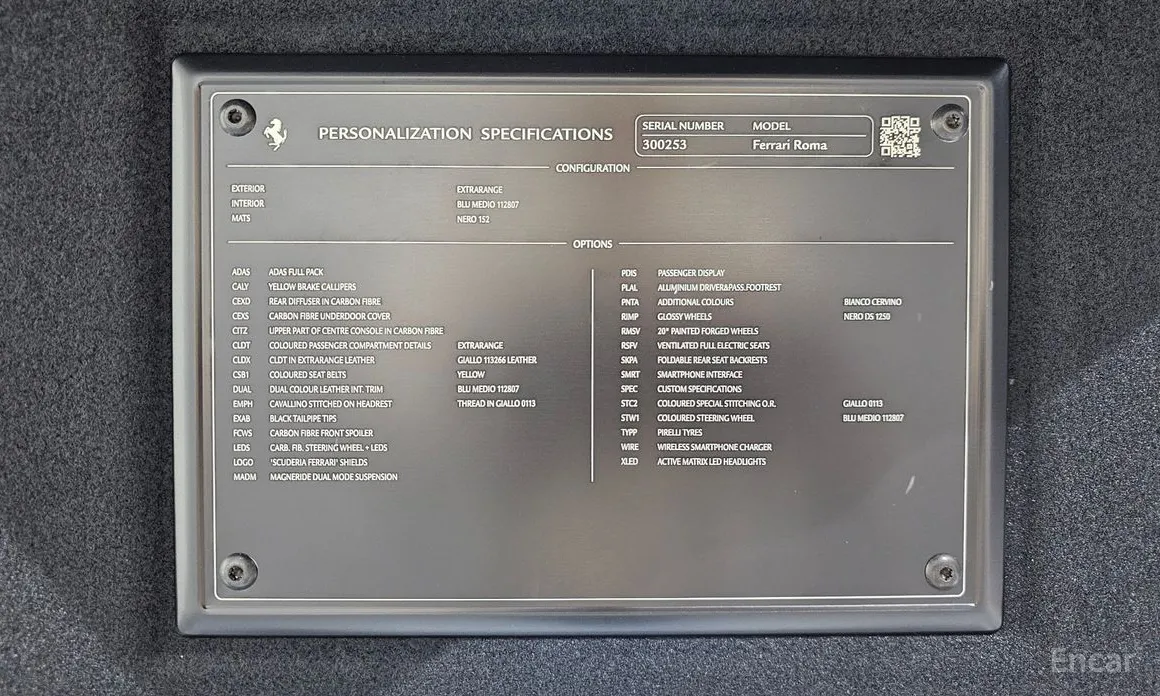 PERSONALIZATION SPECIFICATIONS
SERIAL NUMBER MODEL
300253 Ferrari Roma
CONFIGURATION
EXTERIOR EXTRARANGE
INTERIOR BLU MEDIO 112807
MATS NERO 152
OPTIONS
ADAS ADAS FULL PACK
CALY YELLOW BRAKE CALLIPERS
CEXD REAR DIFFUSER IN CARBON FIBRE
CEXS CARBON FIBRE UNDERDOOR COVER
CITZ UPPER PART OF CENTRE CONSOLE IN CARBON FIBRE
CLDT COLOURED PASSENGER COMPARTMENT DETAILS EXTRARANGE
CLDX CLDT IN EXTRARANGE LEATHER GIALLO 113266 LEATHER
CSB1 COLOURED SEAT BELTS YELLOW
DUAL DUAL COLOUR LEATHER INT. TRIM BLU MEDIO 112807
EMPH CAVALLINO STITCHED ON HEADREST THREAD IN GIALLO 0113
EXAB BLACK TAILPIPE TIPS
FCWS CARBON FIBRE FRONT SPOILER
LEDS CARB. FIB. STEERING WHEEL + LEDS
LOGO 'SCUDERIA FERRARI' SHIELDS
MADM MAGNERIDE DUAL MODE SUSPENSION
PDIS PASSENGER DISPLAY
PLAL ALUMJINIUM DRIVER&PASS.FOOTREST
PNTA ADDITIONAL COLOURS BIANCO CERVINO
RIMP GLOSSY WHEELS NERO DS 1250
RMSV 20" PAINTED FORGED WHEELS
RSFV VENTILATED FULL ELECTRIC SEATS
SKPA FOLDABLE REAR SEAT BACKRESTS
SMRT SMARTPHONE INTERFACE
SPEC CUSTOM SPECIFICATIONS
STC2 COLOURED SPECIAL STITCHING O.R. GIALLO 0113
STW1 COLOURED STEERING WHEEL BLU MEDIO 112807
TYPP PIRELLI TYRES
WIRE WIRELESS SMARTPHONE CHARGER
XLED ACTIVE MATRIX LED HEADLIGHTS
Encar